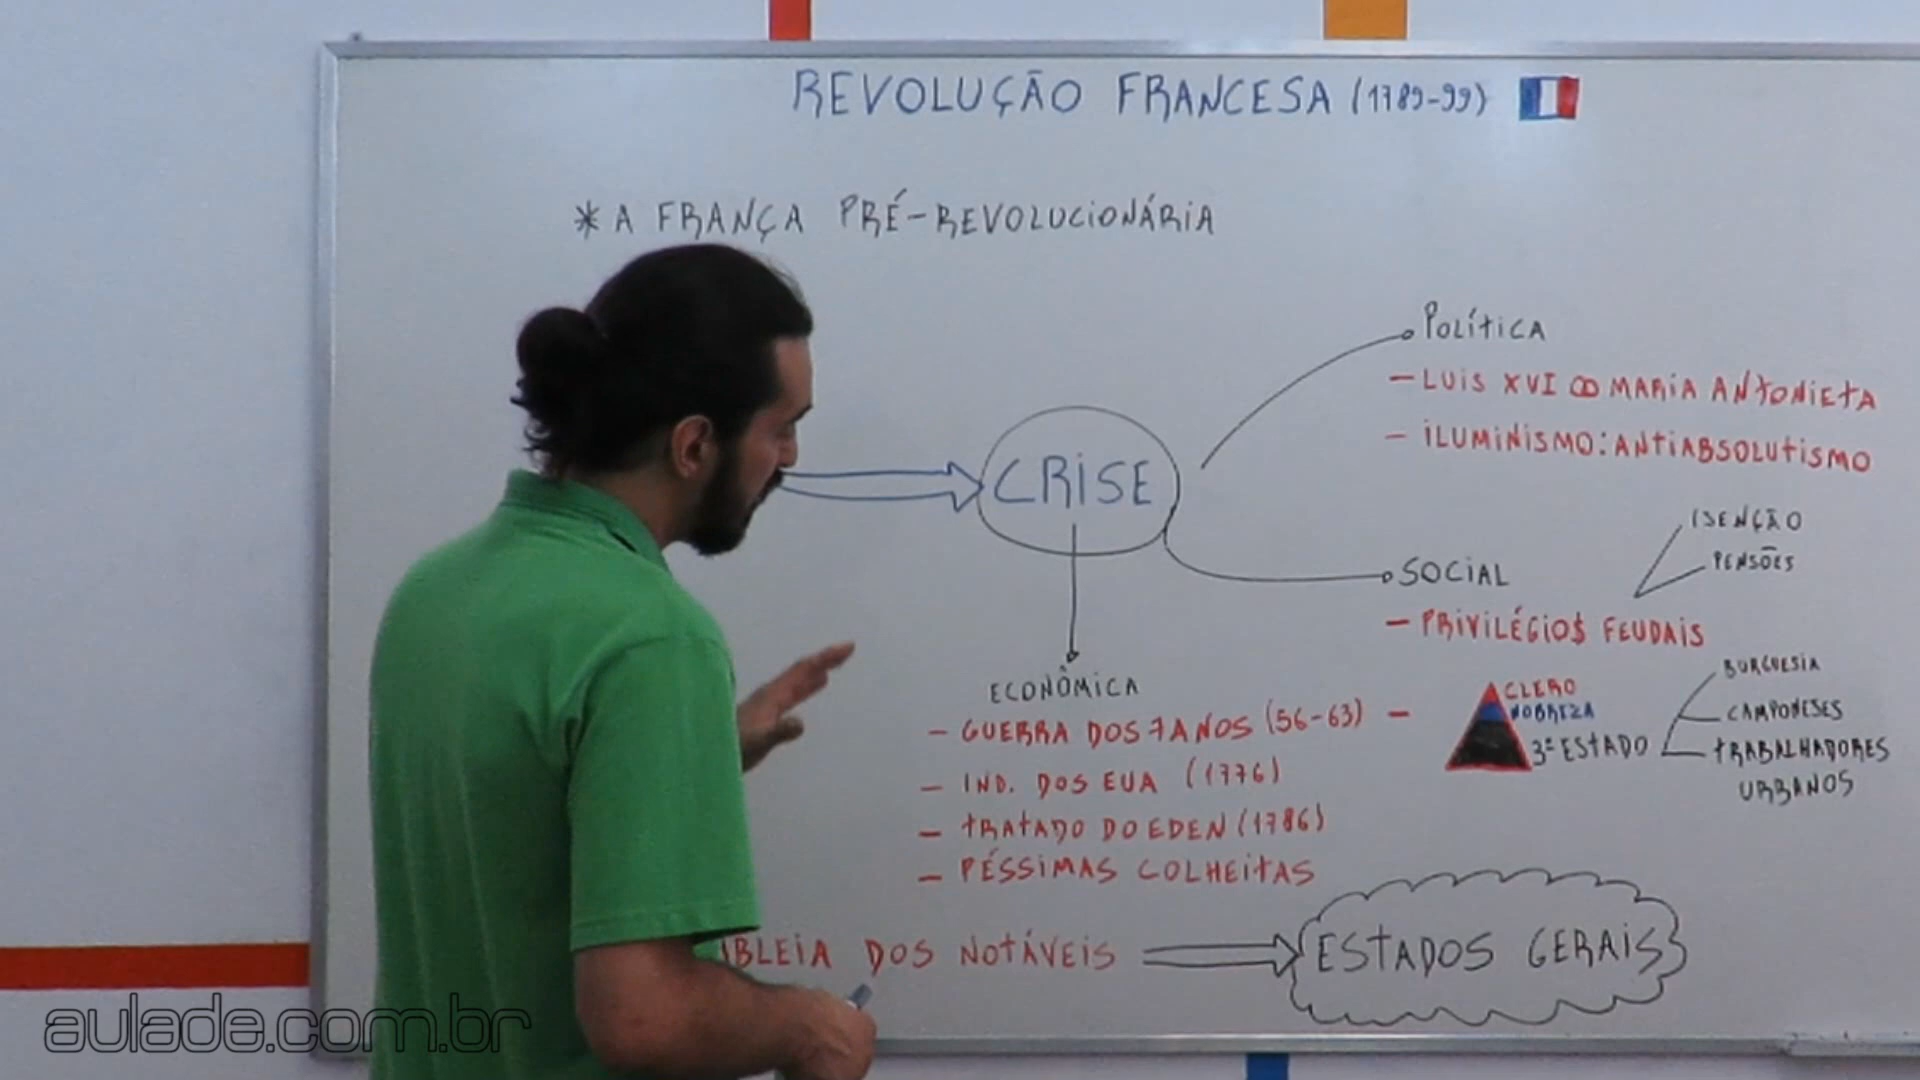 REVOLUÇÃO FRANCESA (1789-99)
* A FRANÇA PRÉ-REVOLUCIONÁRIA
CRISE
POLÍTICA
- LUIS XVI ∞ MARIA ANTONIETA
- ILUMINISMO: ANTIABSOLUTISMO
SOCIAL
ISENÇÃO
PENSÕES
- PRIVILÉGIO$ FEUDAIS
- CLERO
NOBREZA
3º ESTADO
BURGUESIA
CAMPONESES
TRABALHADORES
URBANOS
ECONÔMICA
- GUERRA DOS 7 ANOS (56-63)
- IND. DOS EUA (1776)
- TRATADO DO EDEN (1786)
- PÉSSIMAS COLHEITAS
BLEIA DOS NOTÁVEIS
ESTADOS GERAIS
aulade.com.br